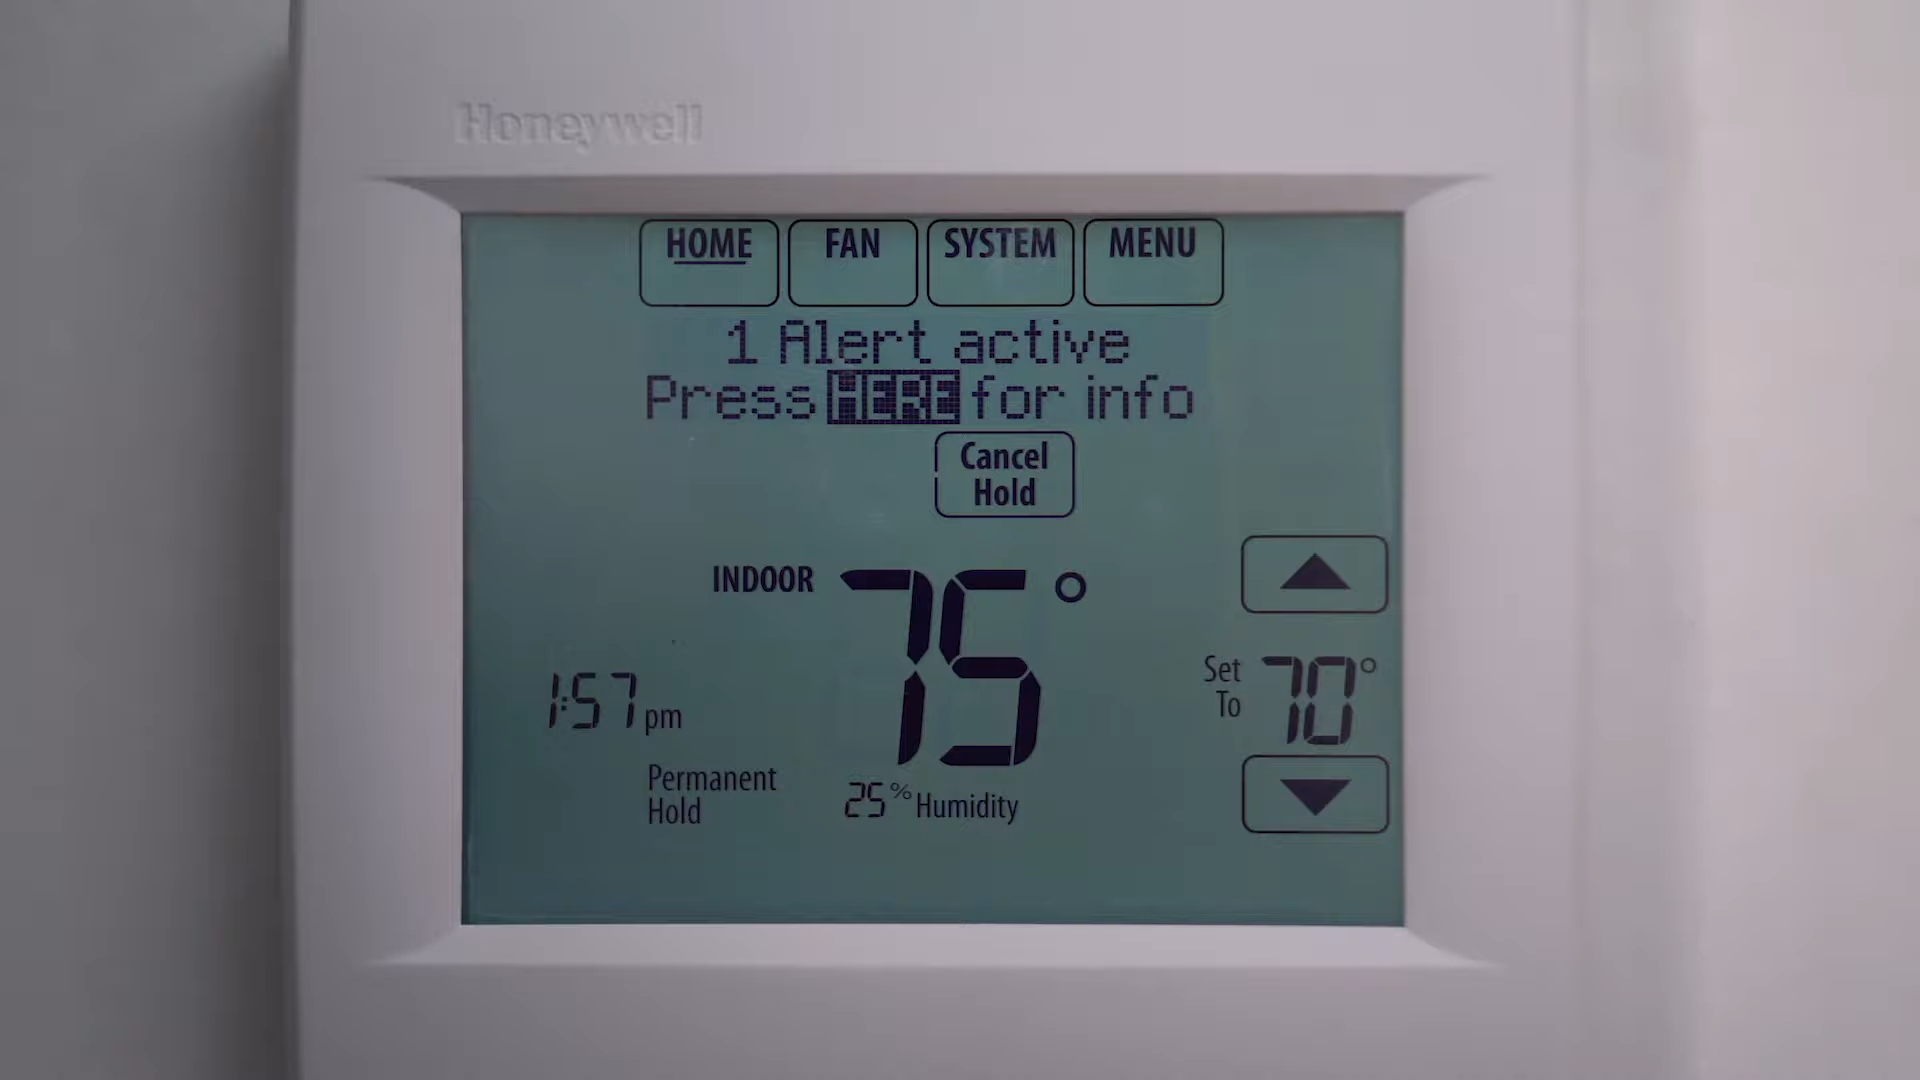 Honeywell
HOME FAN SYSTEM MENU
1 Alert active
Press HERE for info
Cancel
Hold
INDOOR 75°
Set
To 70°
1:57 pm
Permanent
Hold
25% Humidity